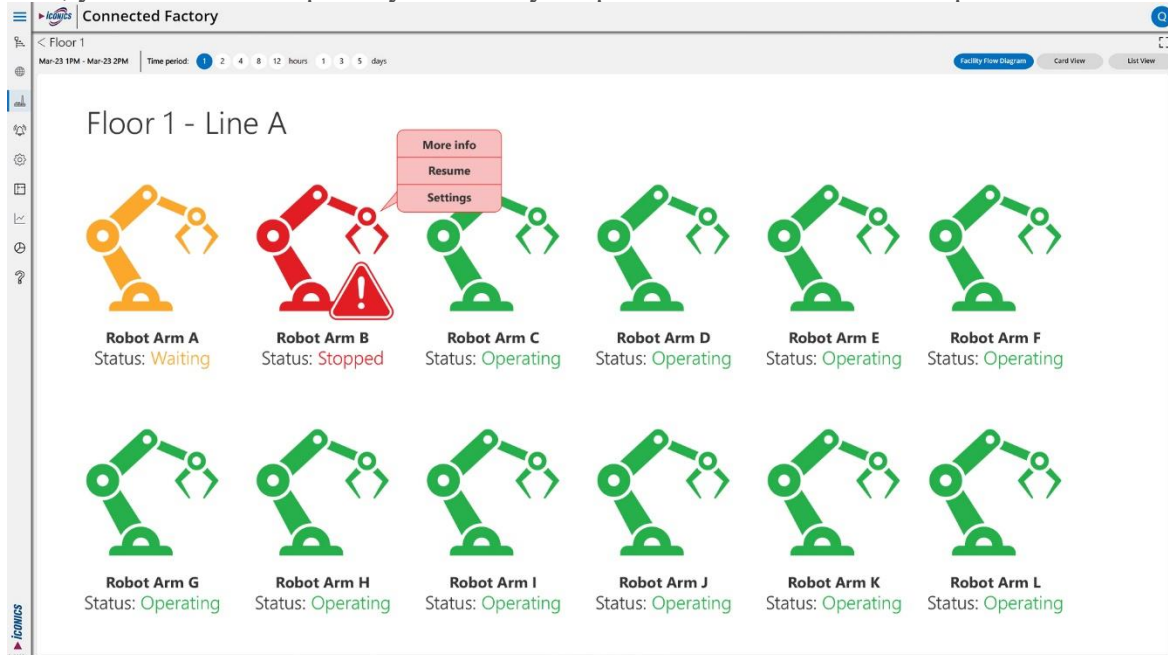 ICONICS Connected Factory
Q
< Floor 1
Mar-23 1PM - Mar-23 2PM Time period: 1 2 4 8 12 hours 1 3 5 days Facility Flow Diagram Card View List View
Floor 1 - Line A
More info
Resume
Settings
Robot Arm A Robot Arm B Robot Arm C Robot Arm D Robot Arm E Robot Arm F
Status: Waiting Status: Stopped Status: Operating Status: Operating Status: Operating Status: Operating
Robot Arm G Robot Arm H Robot Arm I Robot Arm J Robot Arm K Robot Arm L
Status: Operating Status: Operating Status: Operating Status: Operating Status: Operating Status: Operating
ICONICS